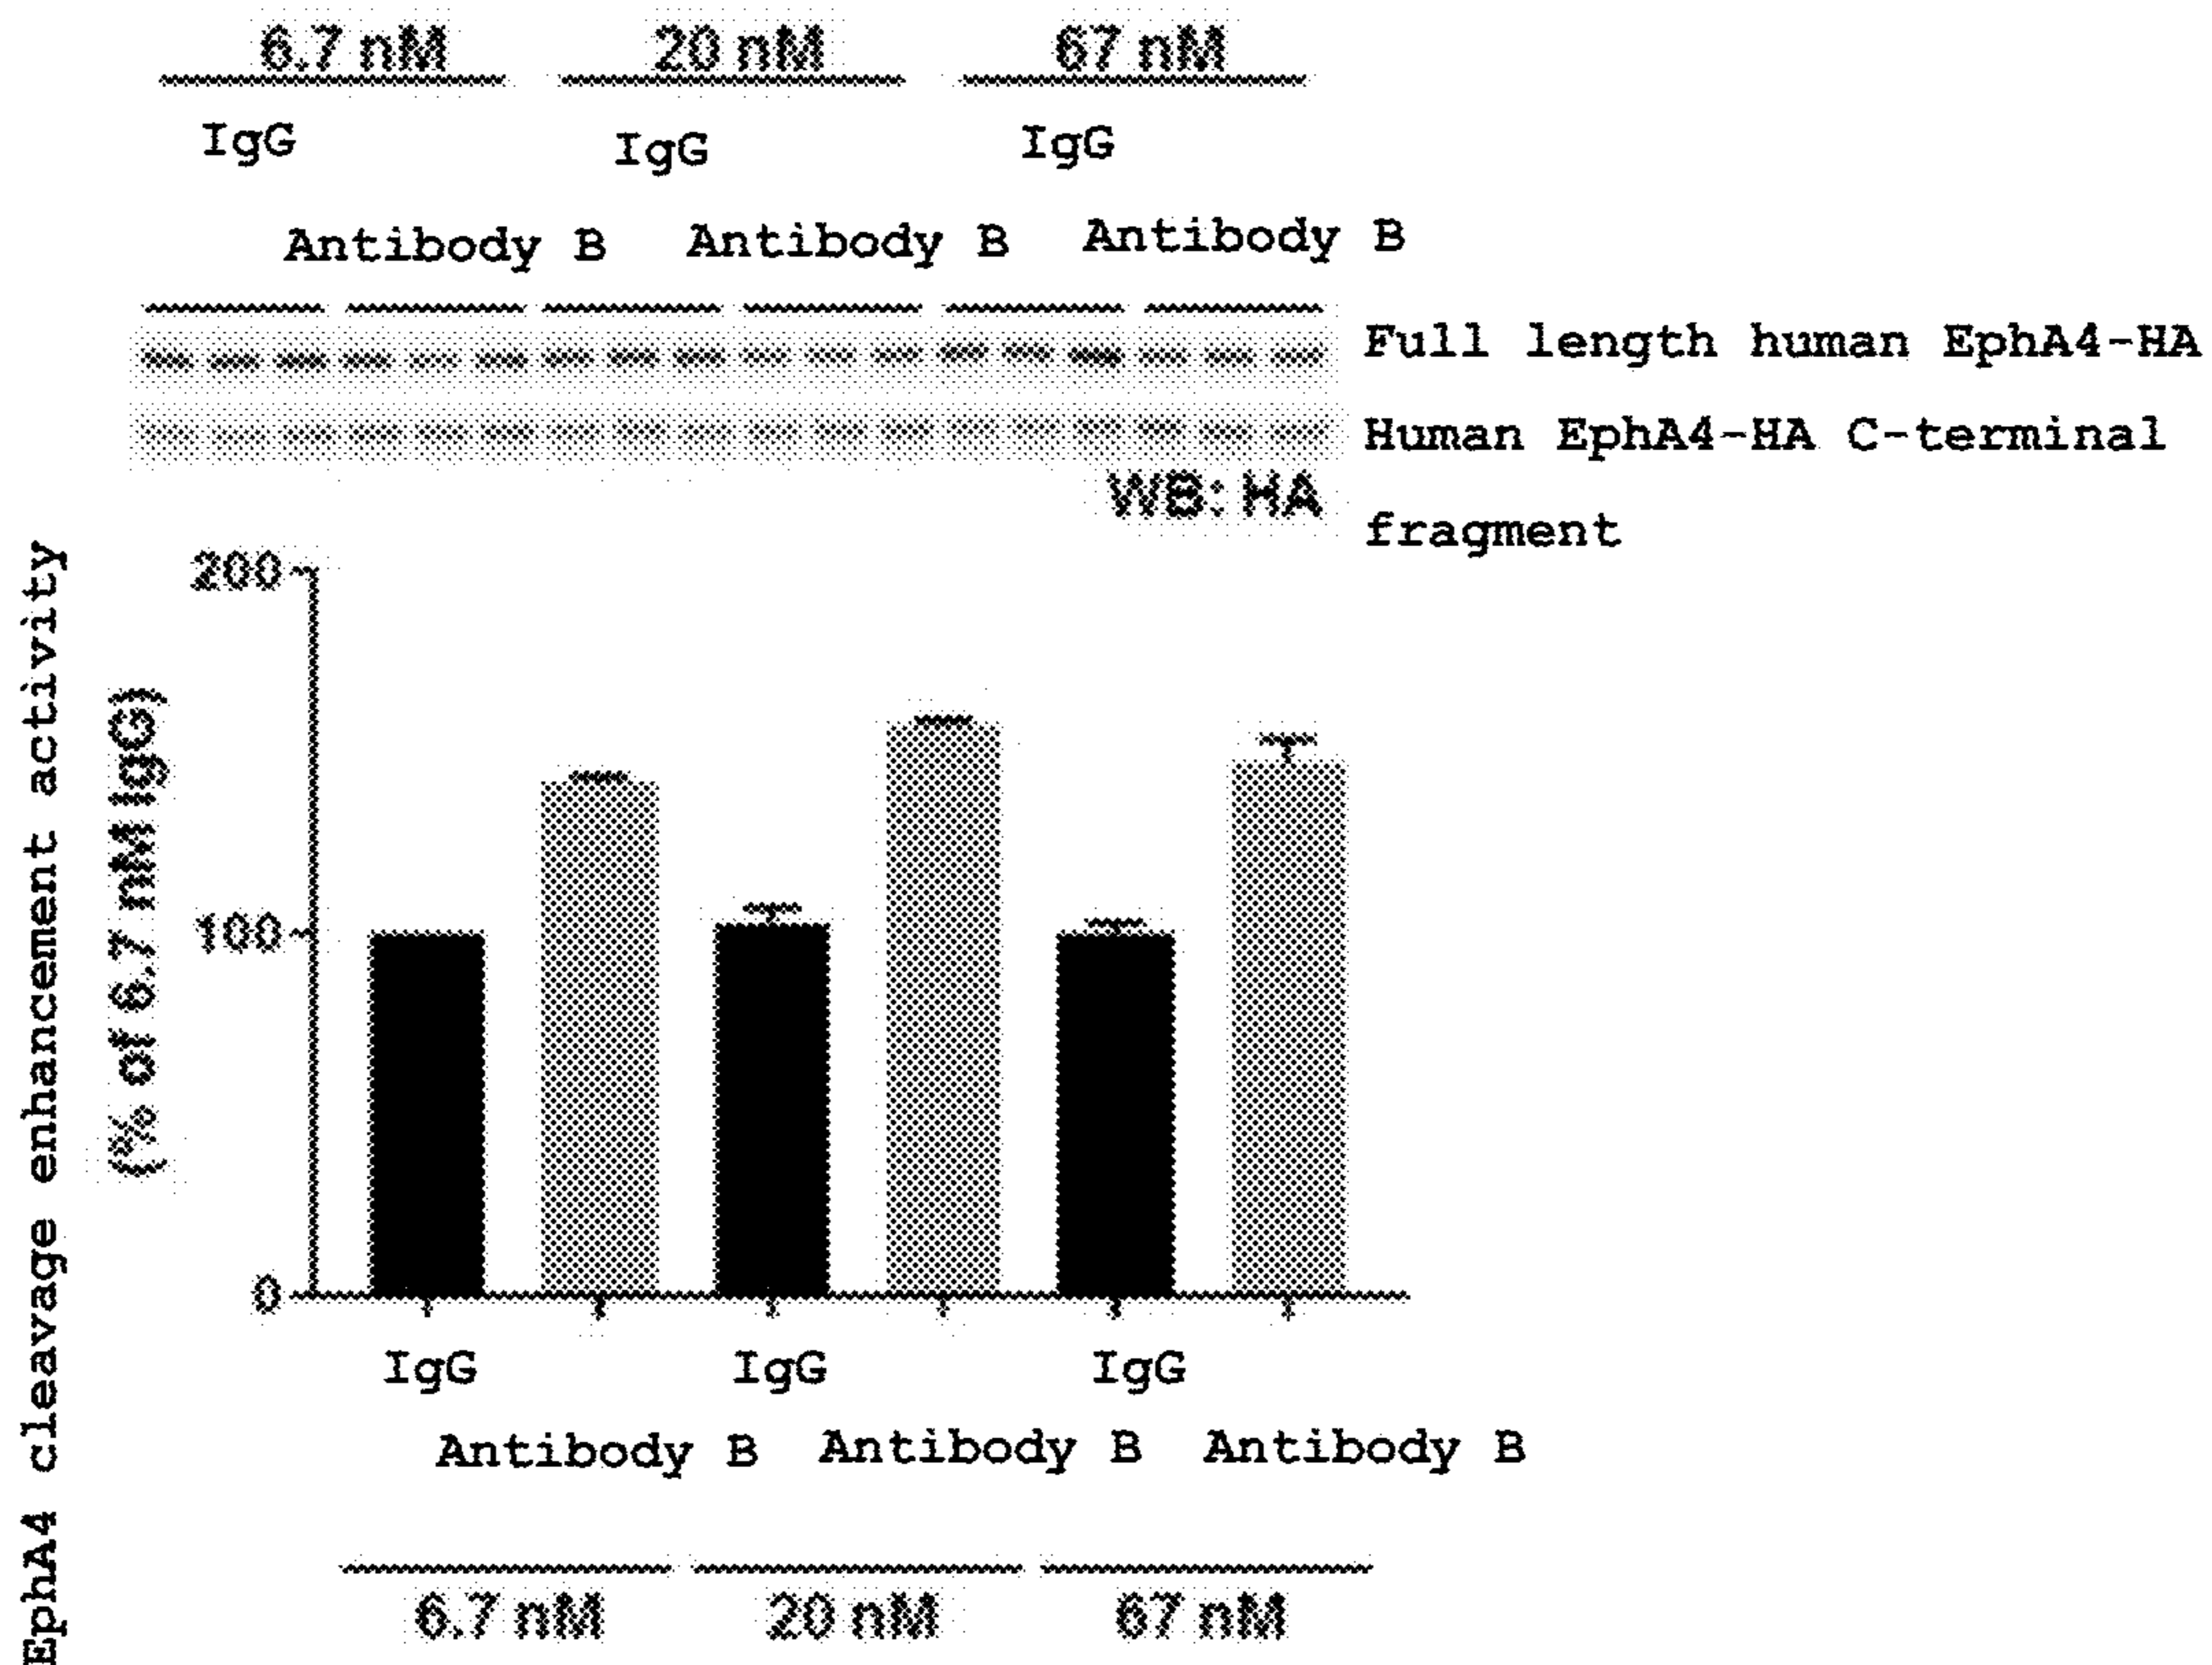 6.7 nM 20 nM 67 nM
IgG IgG IgG
Antibody B Antibody B Antibody B
Full length human EphA4-HA
Human EphA4-HA C-terminal
fragment
WB: HA
EphA4 cleavage enhancement activity
(% of 6.7 nM IgG)
200
100
0
IgG IgG IgG
Antibody B Antibody B Antibody B
6.7 nM 20 nM 67 nM